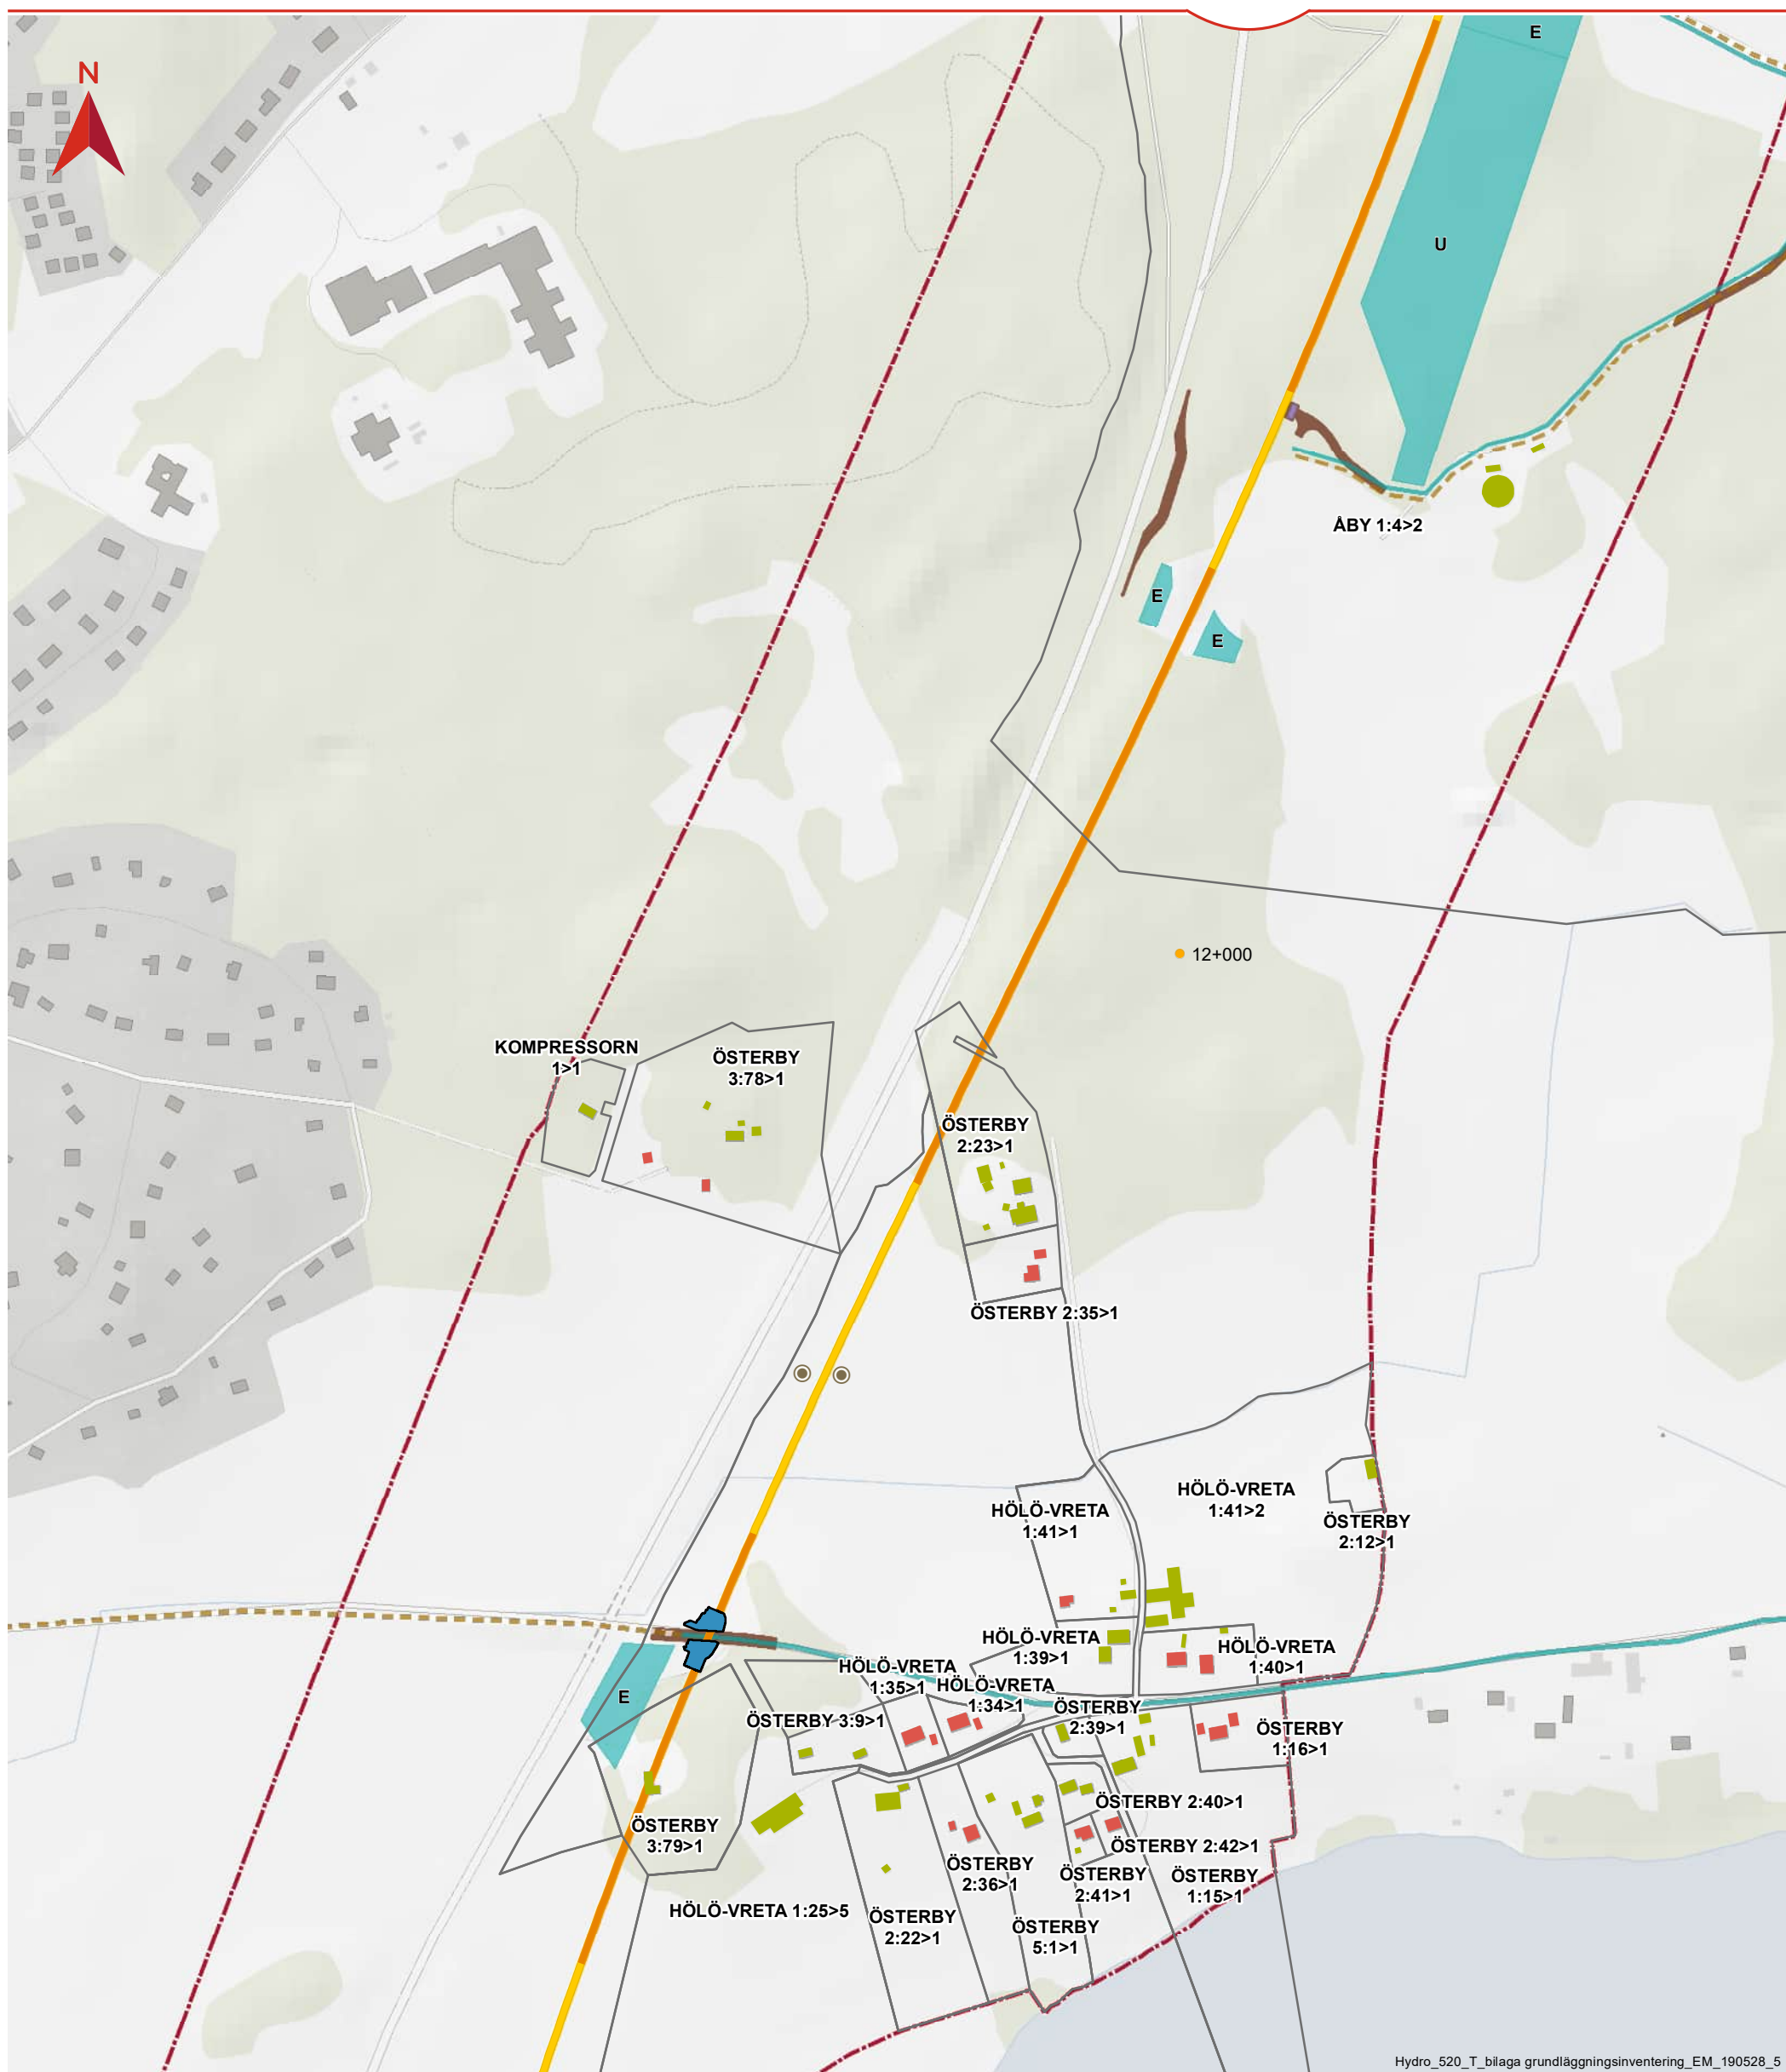 E
N
U
E
E
ÅBY 1:4>2
12+000
KOMPRESSORN
1>1
ÖSTERBY
3:78>1
ÖSTERBY
2:23>1
ÖSTERBY 2:35>1
HÖLÖ-VRETA
1:41>1
HÖLÖ-VRETA
1:41>2
ÖSTERBY
2:12>1
HÖLÖ-VRETA
1:39>1
HÖLÖ-VRETA
1:40>1
HÖLÖ-VRETA
1:35>1
HÖLÖ-VRETA
1:34>1
E
ÖSTERBY 3:9>1
ÖSTERBY
2:39>1
ÖSTERBY
1:16>1
ÖSTERBY 2:40>1
ÖSTERBY
3:79>1
ÖSTERBY 2:42>1
ÖSTERBY
2:36>1
ÖSTERBY
2:41>1
ÖSTERBY
1:15>1
HÖLÖ-VRETA 1:25>5
ÖSTERBY
2:22>1
ÖSTERBY
5:1>1
Hydro_520_T_bilaga grundläggningsinventering_EM_190528_5